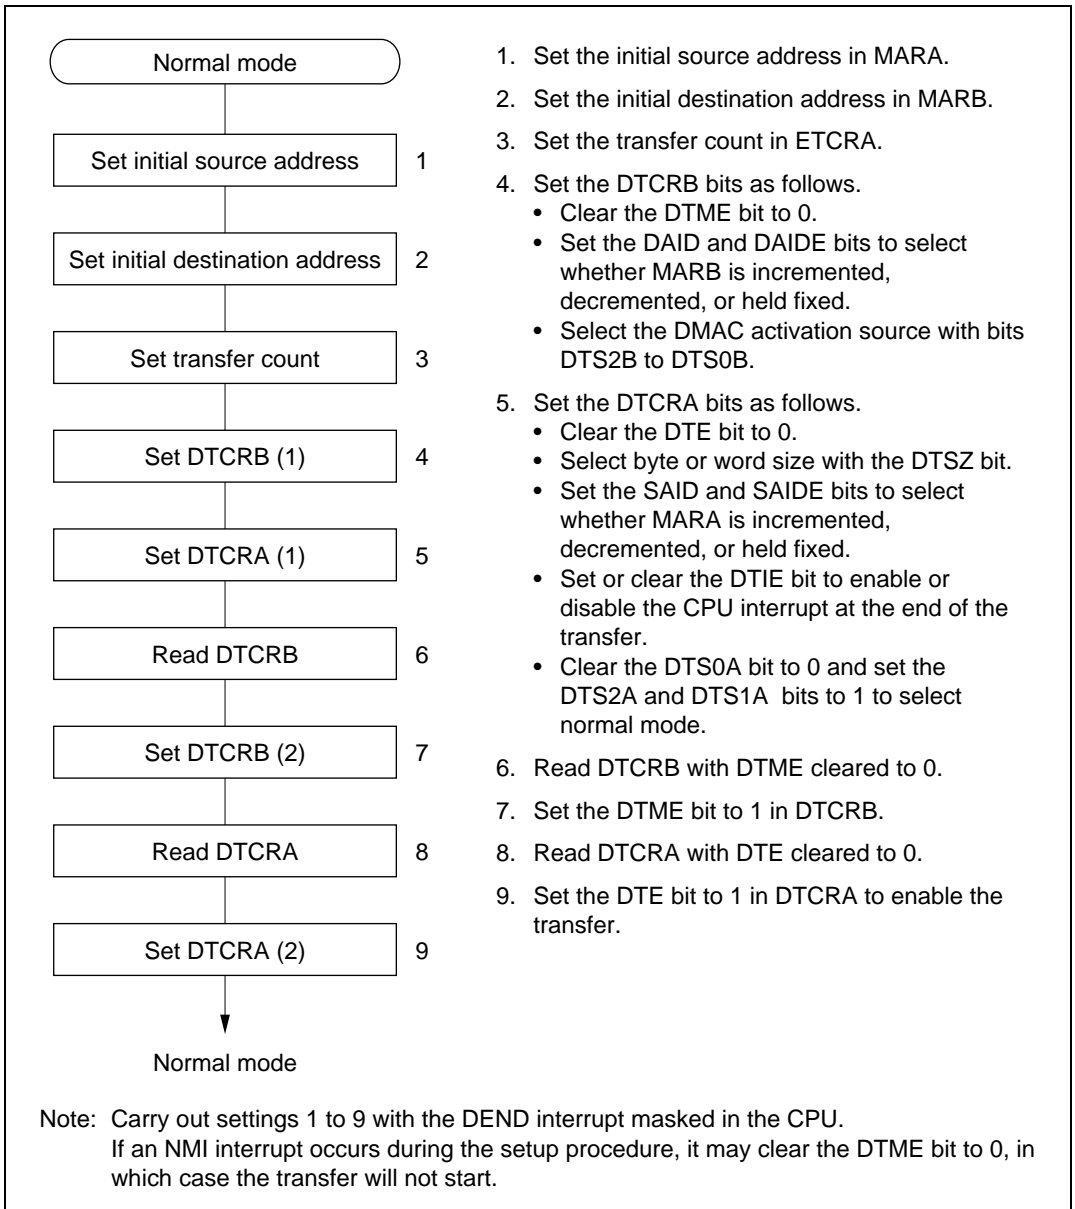 Normal mode
Set initial source address 1
Set initial destination address 2
Set transfer count 3
Set DTCRB (1) 4
Set DTCRA (1) 5
Read DTCRB 6
Set DTCRB (2) 7
Read DTCRA 8
Set DTCRA (2) 9
Normal mode
1. Set the initial source address in MARA.
2. Set the initial destination address in MARB.
3. Set the transfer count in ETCRA.
4. Set the DTCRB bits as follows.
• Clear the DTME bit to 0.
• Set the DAID and DAIDE bits to select
whether MARB is incremented,
decremented, or held fixed.
• Select the DMAC activation source with bits
DTS2B to DTS0B.
5. Set the DTCRA bits as follows.
• Clear the DTE bit to 0.
• Select byte or word size with the DTSZ bit.
• Set the SAID and SAIDE bits to select
whether MARA is incremented,
decremented, or held fixed.
• Set or clear the DTIE bit to enable or
disable the CPU interrupt at the end of the
transfer.
• Clear the DTS0A bit to 0 and set the
DTS2A and DTS1A bits to 1 to select
normal mode.
6. Read DTCRB with DTME cleared to 0.
7. Set the DTME bit to 1 in DTCRB.
8. Read DTCRA with DTE cleared to 0.
9. Set the DTE bit to 1 in DTCRA to enable the
transfer.
Note: Carry out settings 1 to 9 with the DEND interrupt masked in the CPU.
If an NMI interrupt occurs during the setup procedure, it may clear the DTME bit to 0, in
which case the transfer will not start.